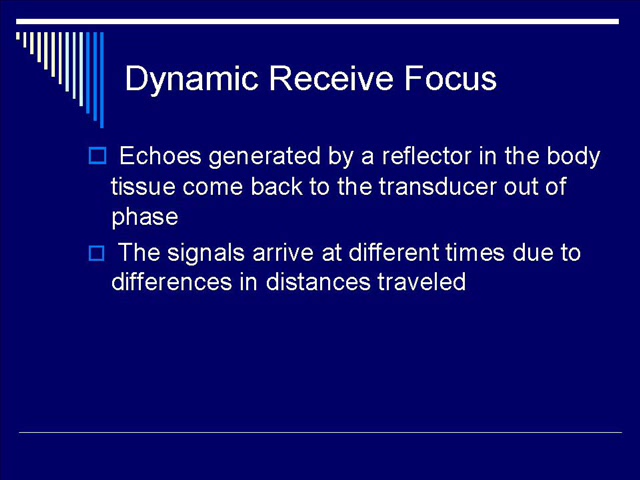 Dynamic Receive Focus
Echoes generated by a reflector in the body
tissue come back to the transducer out of
phase
The signals arrive at different times due to
differences in distances traveled